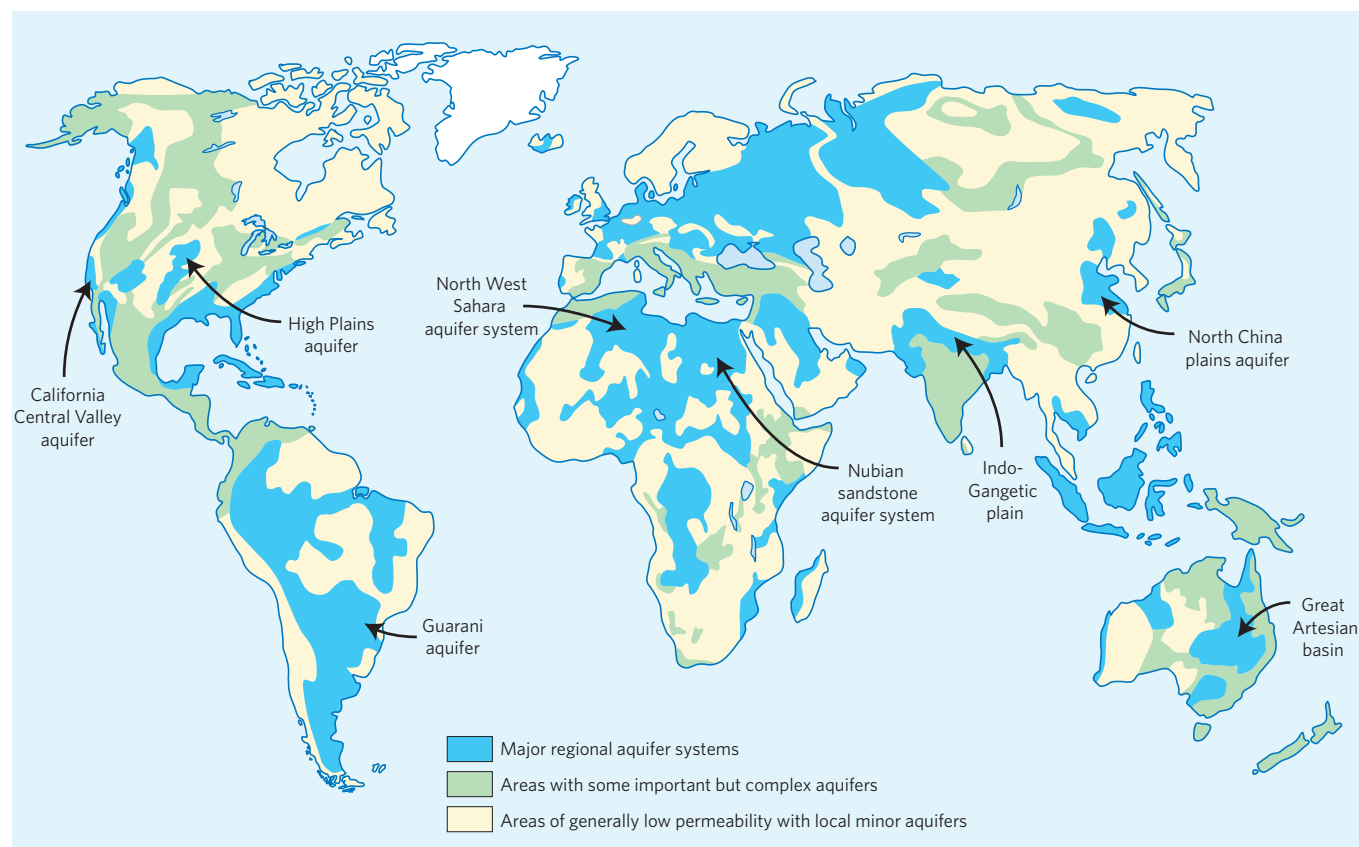 North West
Sahara
aquifer system
High Plains
aquifer
North China
plains aquifer
California
Central Valley
aquifer
Indo-
Gangetic
plain
Nubian
sandstone
aquifer system
Guarani
aquifer
Great
Artesian
basin
Major regional aquifer systems
Areas with some important but complex aquifers
Areas of generally low permeability with local minor aquifers